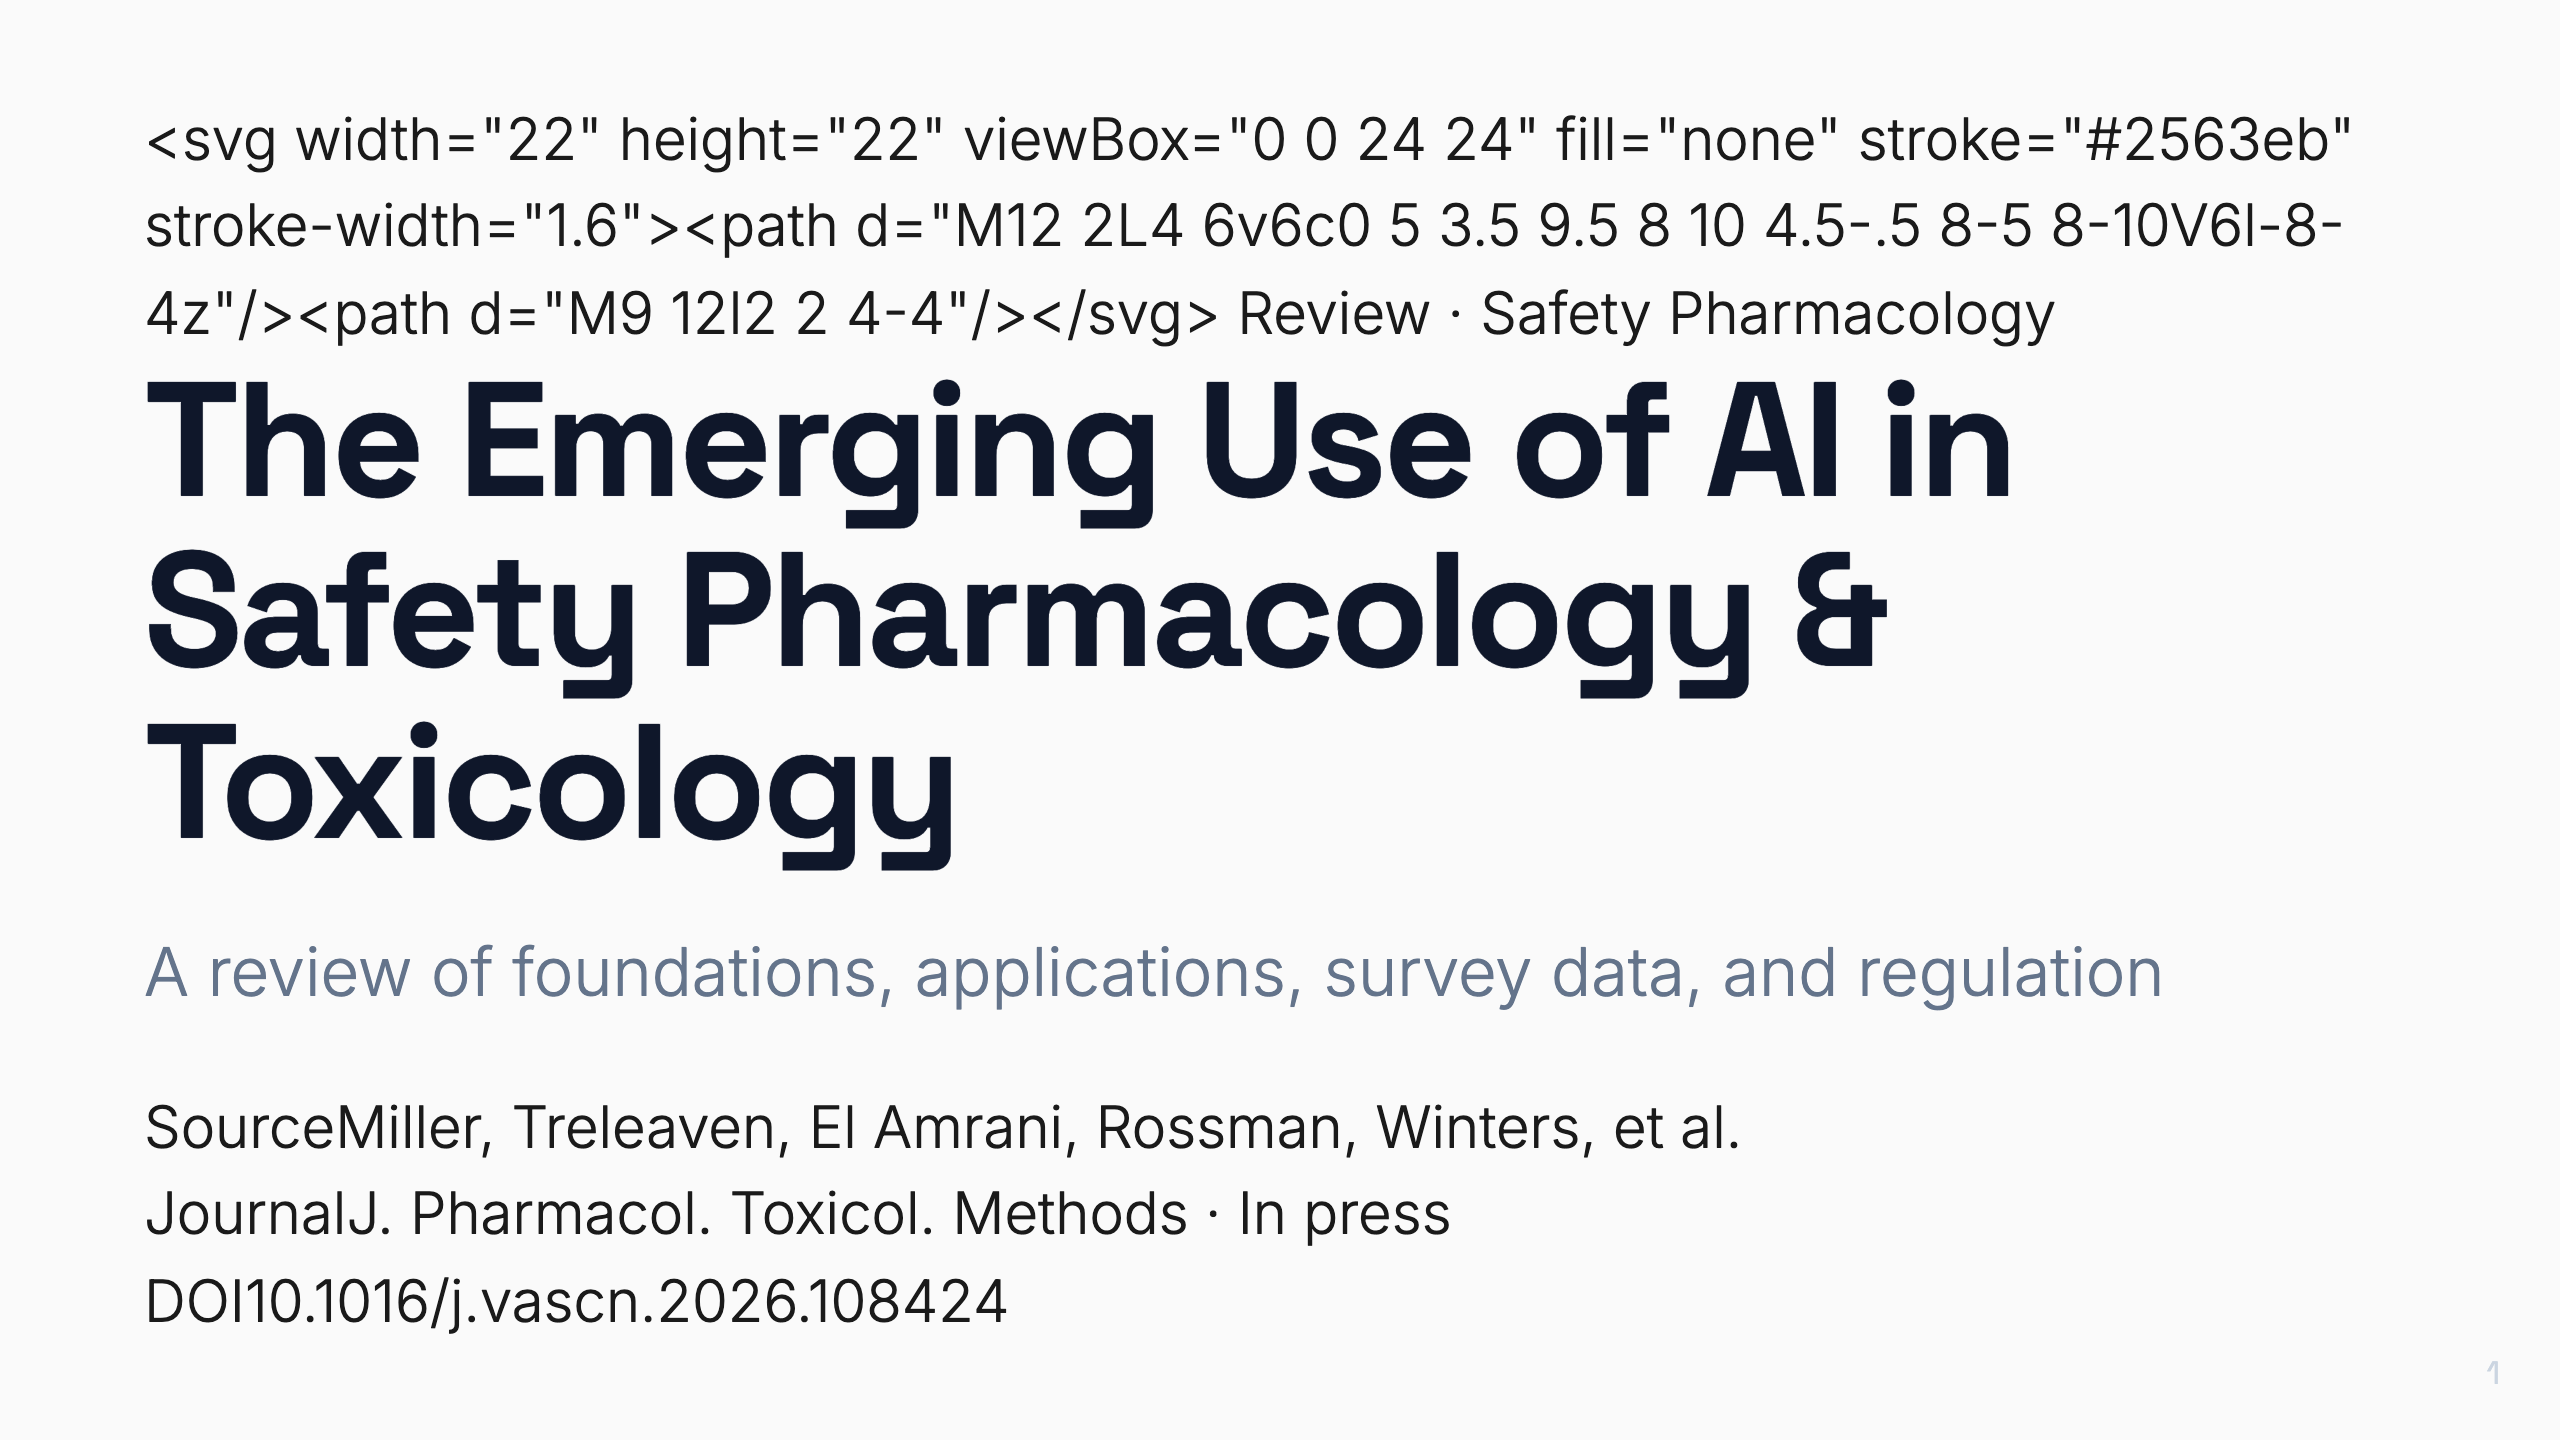 <svg width="22" height="22" viewBox="0 0 24 24" fill="none" stroke="#2563eb"
stroke-width="1.6"><path d="M12 2L4 6v6c0 5 3.5 9.5 8 10 4.5-.5 8-5 8-10V6l-8-
4z"/><path d="M9 12l2 2 4-4"/></svg> Review · Safety Pharmacology
The Emerging Use of AI in
Safety Pharmacology &
Toxicology
A review of foundations, applications, survey data, and regulation
SourceMiller, Treleaven, El Amrani, Rossman, Winters, et al.
JournalJ. Pharmacol. Toxicol. Methods · In press
DOI10.1016/j.vascn.2026.108424
1